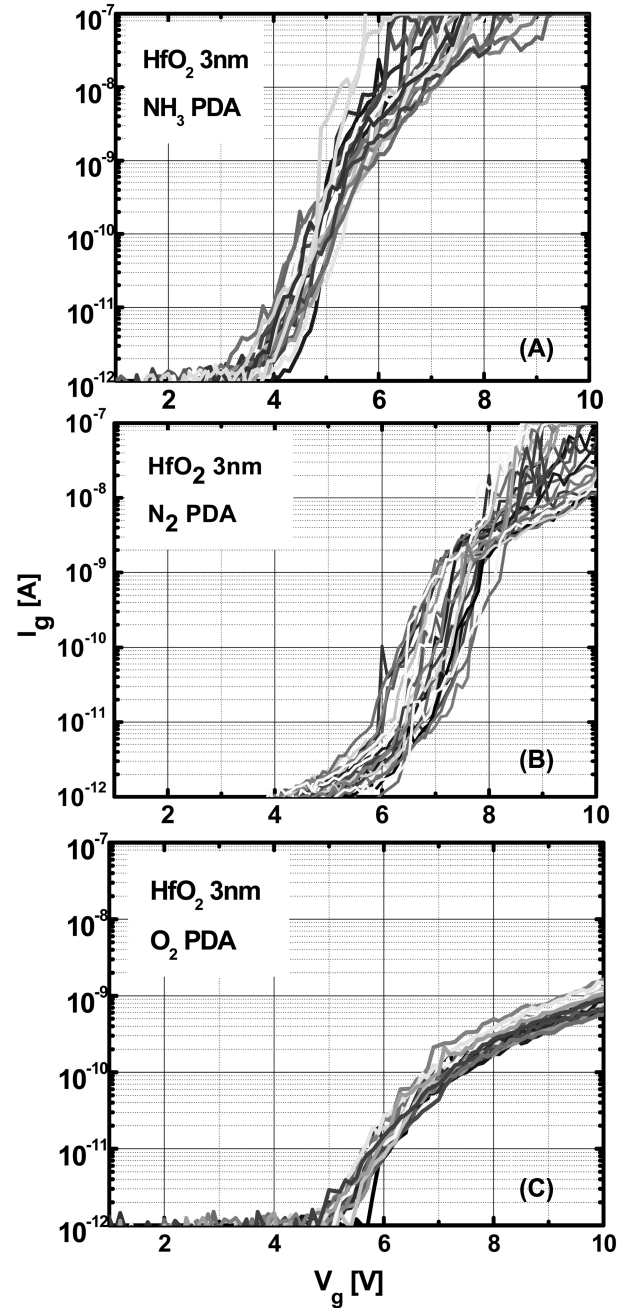 10⁻⁷
HfO₂ 3nm
10⁻⁸
NH₃ PDA
10⁻⁹
10⁻¹⁰
10⁻¹¹
(A)
10⁻¹²
2 4 6 8 10
10⁻⁷
HfO₂ 3nm
10⁻⁸
N₂ PDA
10⁻⁹
I_g [A]
10⁻¹⁰
10⁻¹¹
(B)
10⁻¹²
2 4 6 8 10
10⁻⁷
HfO₂ 3nm
10⁻⁸
O₂ PDA
10⁻⁹
10⁻¹⁰
10⁻¹¹
(C)
10⁻¹²
2 4 6 8 10
V_g [V]